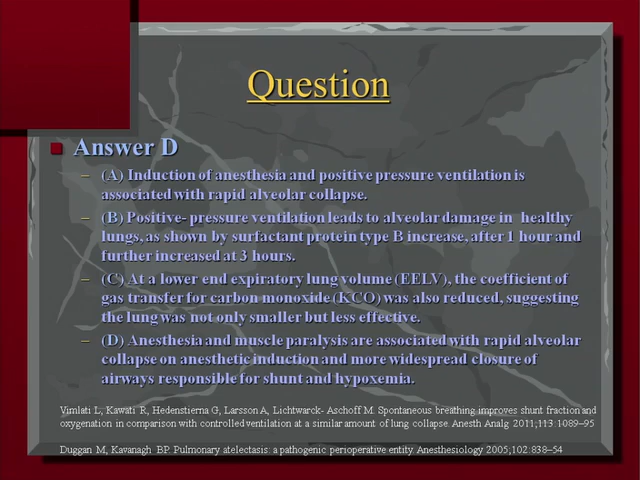 Question
Answer D
– (A) Induction of anesthesia and positive pressure ventilation is
associated with rapid alveolar collapse.
– (B) Positive- pressure ventilation leads to alveolar damage in healthy
lungs, as shown by surfactant protein type B increase, after 1 hour and
further increased at 3 hours.
– (C) At a lower end expiratory lung volume (EELV), the coefficient of
gas transfer for carbon monoxide (KCO) was also reduced, suggesting
the lung was not only smaller but less effective.
– (D) Anesthesia and muscle paralysis are associated with rapid alveolar
collapse on anesthetic induction and more widespread closure of
airways responsible for shunt and hypoxemia.
Vimlati L, Kawati R, Hedenstierna G, Larsson A, Lichtwarck- Aschoff M. Spontaneous breathing improves shunt fraction and
oxygenation in comparison with controlled ventilation at a similar amount of lung collapse. Anesth Analg 2011;113:1089–95
Duggan M, Kavanagh BP. Pulmonary atelectasis: a pathogenic perioperative entity. Anesthesiology 2005;102:838–54